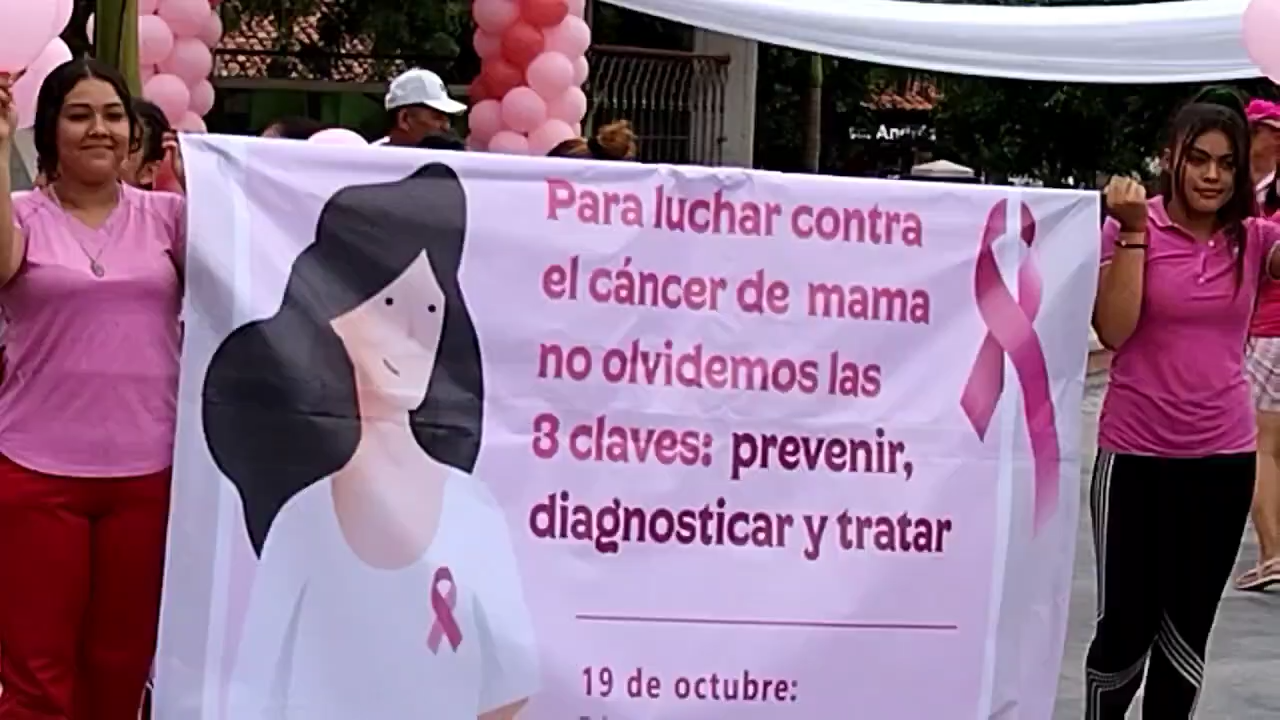 Para luchar contra
el cáncer de mama
no olvidemos las
3 claves: prevenir,
diagnosticar y tratar
19 de octubre: